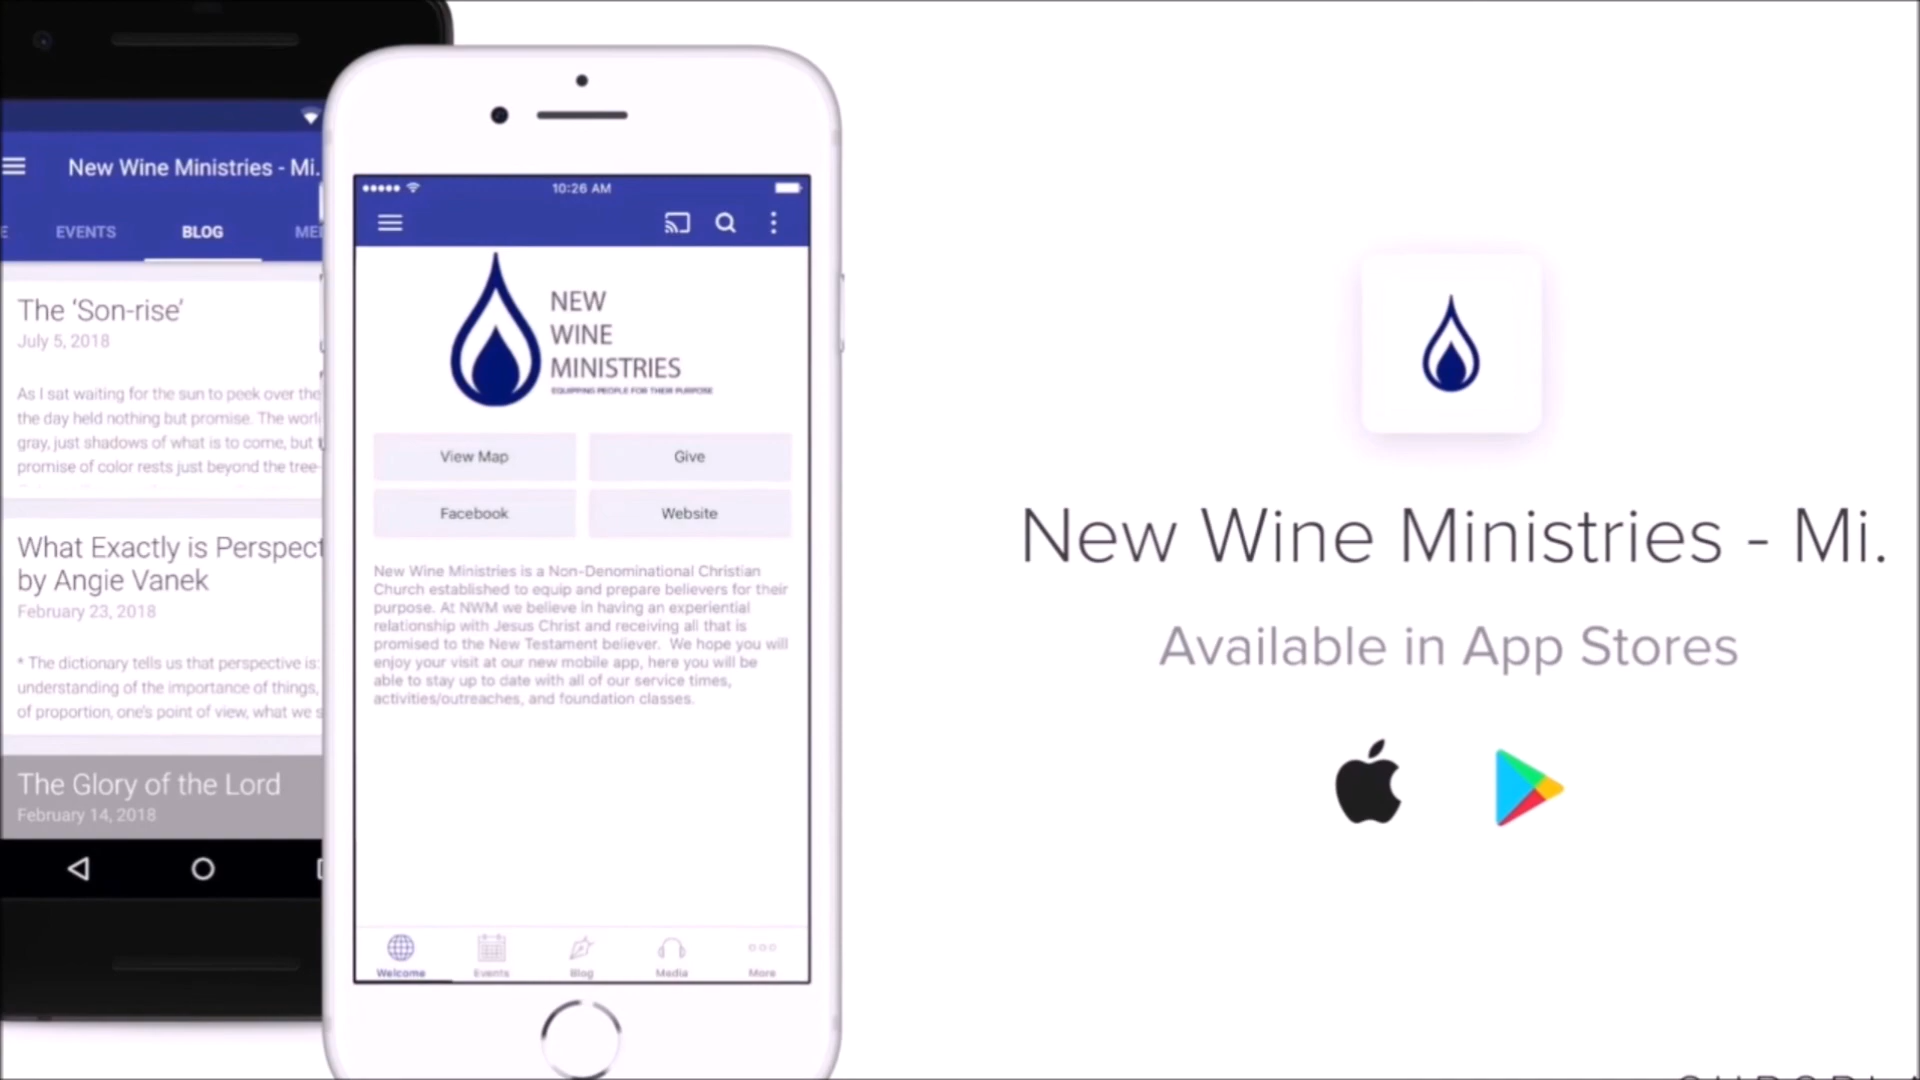 New Wine Ministries - Mi.
EVENTS
BLOG
The ‘Son-rise’
July 5, 2018
As I sat waiting for the sun to peek over the
the day held nothing but promise. The
gray, just shadows of what is to come, but
promise of color rests just beyond the tree-
What Exactly is
by Angie Vanek
February 23, 2018
* The dictionary tells us that perspective is:
understanding of the importance of things,
of proportion, one's point of view, what we
The Glory of the Lord
February 14, 2018
10:26 AM
NEW
WINE
MINISTRIES
EQUIPPING PEOPLE FOR THEIR PURPOSE
View Map
Give
Facebook
Website
New Wine Ministries is a Non-Denominational Christian
Church established to equip and prepare believers for their
purpose. At NWM we believe in having an experiential
relationship with Jesus Christ and receiving all that is
promised to the New Testament believer.  We hope you will
enjoy your visit at our new mobile app, here you will be
able to stay up to date with all of our service times,
activities/outreaches, and foundation classes.
Welcome
Events
Blog
Media
More
New Wine Ministries - Mi.
Available in App Stores